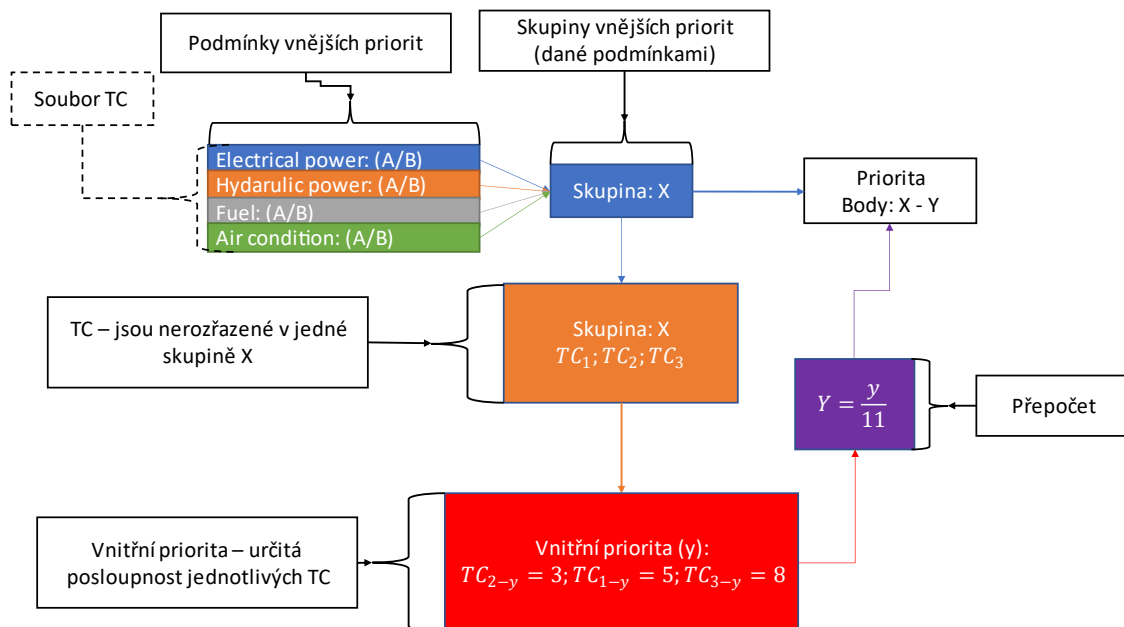 Podmínky vnějších priorit
Skupiny vnějších priorit
(dané podmínkami)
Soubor TC
Electrical power: (A/B)
Hydarulic power: (A/B)
Fuel: (A/B)
Air condition: (A/B)
Skupina: X
Priorita
Body: X - Y
TC – jsou nerozřazené v jedné
skupině X
Skupina: X
TC₁; TC₂; TC₃
Y = y/11
Přepočet
Vnitřní priorita – určitá
posloupnost jednotlivých TC
Vnitřní priorita (y):
TC₂₋y = 3; TC₁₋y = 5; TC₃₋y = 8